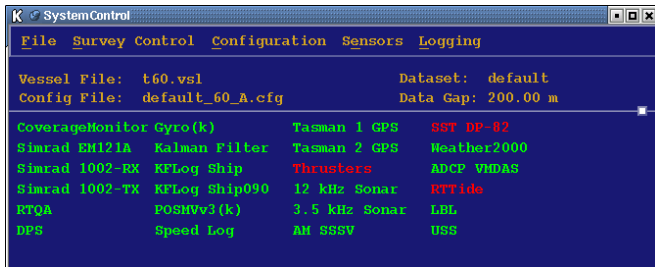 SystemControl
File Survey Control Configuration Sensors Logging
Vessel File: t60.vsl Dataset: default
Config File: default_60_A.cfg Data Gap: 200.00 m
CoverageMonitor Gyro(k) Tasman 1 GPS SST DP-82
Simrad EM121A Kalman Filter Tasman 2 GPS Weather2000
Simrad 1002-RX KFLog Ship Thrusters ADCP VMDAS
Simrad 1002-TX KFLog Ship090 12 kHz Sonar RTTide
RTQA POSMVv3(k) 3.5 kHz Sonar LBL
DPS Speed Log AM SSSV USS